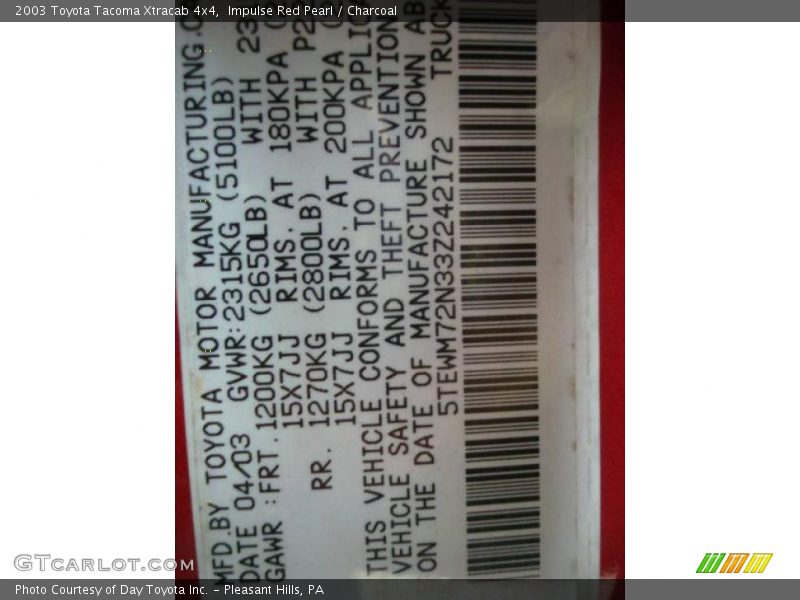 2003 Toyota Tacoma Xtracab 4x4,  Impulse Red Pearl / Charcoal
MFD.BY TOYOTA MOTOR MANUFACTURING.
DATE 04/03 GVWR:2315KG (5100LB)
GAWR :FRT.1200KG (2650LB) WITH 23
15X7JJ RIMS, AT 180KPA (
RR. 1270KG (2800LB) WITH P2
15X7JJ RIMS, AT 200KPA (
THIS VEHICLE CONFORMS TO ALL APPLIC
VEHICLE SAFETY AND THEFT PREVENTION
ON THE DATE OF MANUFACTURE SHOWN AB
5TEWM72N33Z242172 TRUCK
GTCARLOT.COM
Photo Courtesy of Day Toyota Inc. - Pleasant Hills, PA